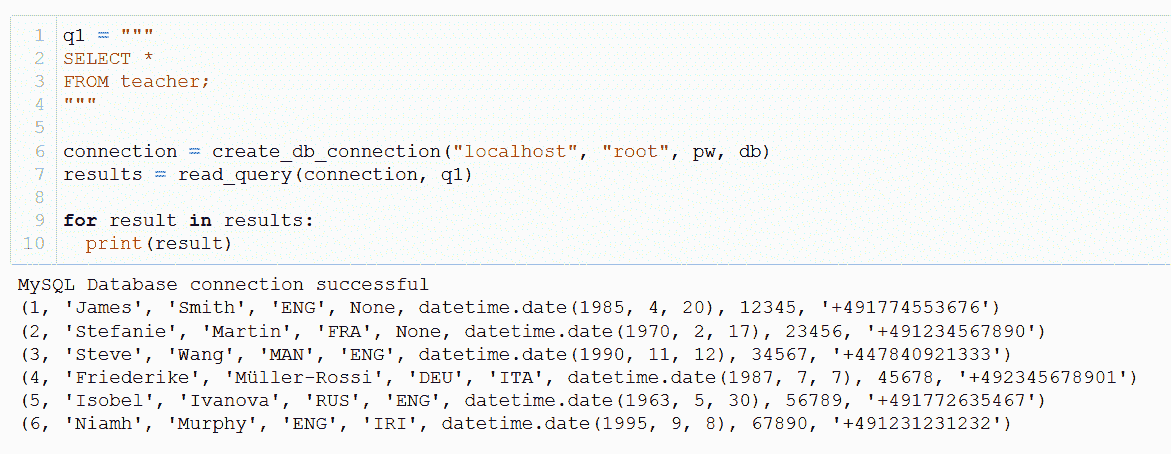 1 q1 = """
2 SELECT *
3 FROM teacher;
4 """
5
6 connection = create_db_connection("localhost", "root", pw, db)
7 results = read_query(connection, q1)
8
9 for result in results:
10   print(result)
MySQL Database connection successful
(1, 'James', 'Smith', 'ENG', None, datetime.date(1985, 4, 20), 12345, '+491774553676')
(2, 'Stefanie', 'Martin', 'FRA', None, datetime.date(1970, 2, 17), 23456, '+491234567890')
(3, 'Steve', 'Wang', 'MAN', 'ENG', datetime.date(1990, 11, 12), 34567, '+447840921333')
(4, 'Friederike', 'Müller-Rossi', 'DEU', 'ITA', datetime.date(1987, 7, 7), 45678, '+492345678901')
(5, 'Isobel', 'Ivanova', 'RUS', 'ENG', datetime.date(1963, 5, 30), 56789, '+491772635467')
(6, 'Niamh', 'Murphy', 'ENG', 'IRI', datetime.date(1995, 9, 8), 67890, '+491231231232')